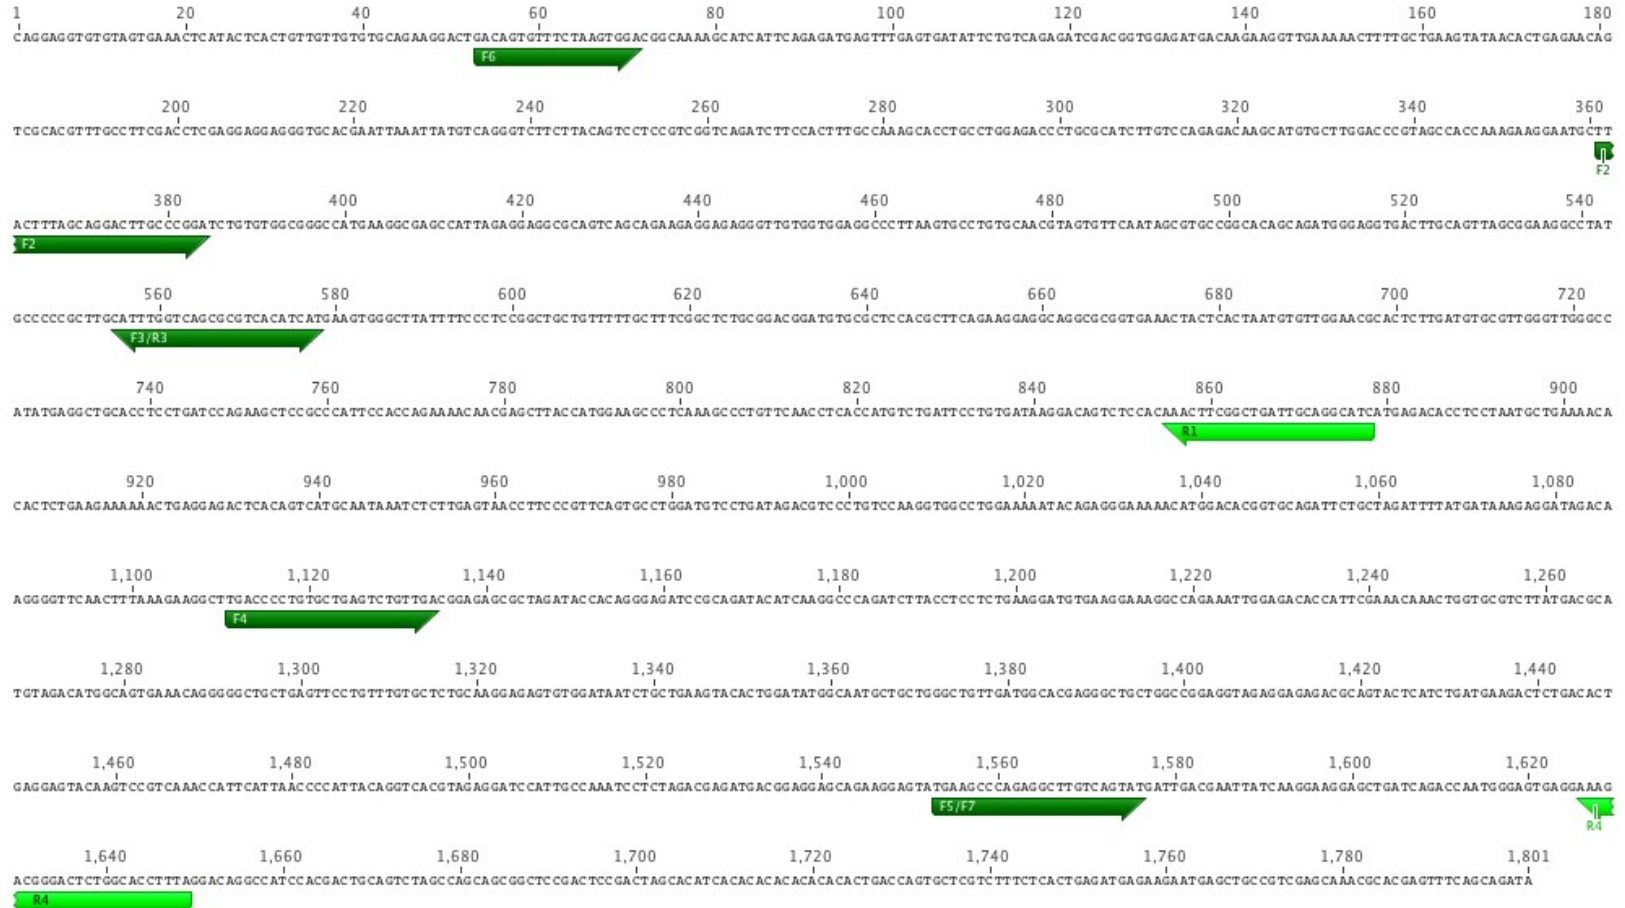 1 20 40 60 80 100 120 140 160 180
CAGGAGGTGTGTAGTGAAACTCATACTCACTGTTGTTGTGTGCAGAAGGACTGACAGTGTTTCTAAGTGGACGGCAAAAGCATCATTCAGAGATGAGTTTGAGTGATATTCTGTCAGAGATCGACGGTGGAGATGACAAGAAGGTTGAAAAACTTTTGCTGAAGTATAACACTGAGAACAG
F6
200 220 240 260 280 300 320 340 360
TCGCACGTTTGCCTTCGACCTCGAGGAGGAGGGTGCACGAATTAAATTATGTCAGGGTCTTCTTACAGTCCTCCGTCGGTCAGATCTTCCACTTTGCCAAAGCACCTGCCTGGAGACCCTGCGCATCTTGTCCAGAGACAAGCATGTGCTTGGACCCGTAGCCACCAAAGAAGGAATGCTT
F2
380 400 420 440 460 480 500 520 540
ACTTTAGCAGGACTTGCCCGGATCTGTGTGGCGGGCCATGAAGGCGAGCCATTAGAGGAGGCGCAGTCAGCAGAAGAGGAGAGGGTTGTGGTGGAGGCCCTTAAGTGCCTGTGCAACGTAGTGTTCAATAGCGTGCCGGCACAGCAGATGGGAGGTGACTTGCAGTTAGCGGAAGGCCTAT
F2
560 580 600 620 640 660 680 700 720
GCCCCCGCTTGCATTTGGTCAGCGCGTCACATCATGAAGTGGGCTTATTTTCCCTCCGGCTGCTGTTTTTGCTTTCGGCTCTGCGGACGGATGTGCGCTCCACGCTTCAGAAGGAGGCAGGCGCGGTGAAACTACTCACTAATGTGTTGGAACGCACTCTTGATGTGCGTTGGGTTGGGCC
F3/R3
740 760 780 800 820 840 860 880 900
ATATGAGGCTGCACCTCCTGATCCAGAAGCTCCGCCCATTCCACCAGAAAACAACGAGCTTACCATGGAAGCCCTCAAAGCCCTGTTCAACCTCACCATGTCTGATTCCTGTGATAAGGACAGTCTCCACAAACTTCGGCTGATTGCAGGCATCATGAGACACCTCCTAATGCTGAAAACA
R1
920 940 960 980 1,000 1,020 1,040 1,060 1,080
CACTCTGAAGAAAAAACTGAGGAGACTCACAGTCATGCAATAAATCTCTTGAGTAACCTTCCCGTTCAGTGCCTGGATGTCCTGATAGACGTCCCTGTCCAAGGTGGCCTGGAAAAATACAGAGGGAAAAACATGGACACGGTGCAGATTCTGCTAGATTTTATGATAAAGAGGATAGACA
1,100 1,120 1,140 1,160 1,180 1,200 1,220 1,240 1,260
AGGGGTTCAACTTTAAAGAAGGCTTGACCCCTGTGCTGAGTCTGTTGACGGAGAGCGCTAGATACCACAGGGAGATCCGCAGATACATCAAGGCCCAGATCTTACCTCCTCTGAAGGATGTGAAGGAAAGGCCAGAAATTGGAGACACCATTCGAAACAAACTGGTGCGTCTTATGACGCA
F4
1,280 1,300 1,320 1,340 1,360 1,380 1,400 1,420 1,440
TGTAGACATGGCAGTGAAACAGGGGGCTGCTGAGTTCCTGTTTGTGCTCTGCAAGGAGAGTGTGGATAATCTGCTGAAGTACACTGGATATGGCAATGCTGCTGGGCTGTTGATGGCACGAGGGCTGCTGGCCGGAGGTAGAGGAGAGACGCAGTACTCATCTGATGAAGACTCTGACACT
1,460 1,480 1,500 1,520 1,540 1,560 1,580 1,600 1,620
GAGGAGTACAAGTCCGTCAAACCATTCATTAACCCCATTACAGGTCACGTAGAGGATCCATTGCCAAATCCTCTAGACGAGATGACGGAGGAGCAGAAGGAGTATGAAGCCCAGAGGCTTGTCAGTATGATTGACGAATTATCAAGGAAGGAGCTGATCAGACCAATGGGAGTGAGGAAAG
F5/F7
R4
1,640 1,660 1,680 1,700 1,720 1,740 1,760 1,780 1,801
ACGGGACTCTGGCACCTTTAGGACAGGCCATCCACGACTGCAGTCTAGCCAGCAGCGGCTCCGACTCCGACTAGCACATCACACACACACACACACTGACCAGTGCTCGTCTTTCTCACTGAGATGAGAAGAATGAGCTGCCGTCGAGCAAACGCACGAGTTTCAGCAGATA
R4